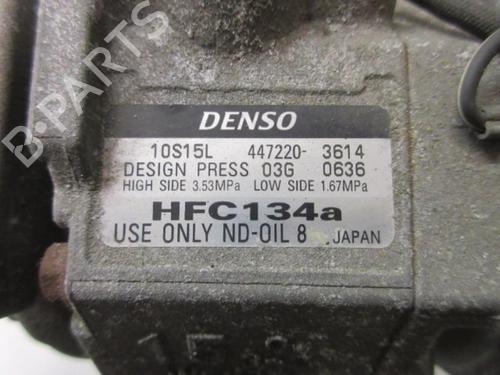 B-PARTS
DENSO
10S15L 447220- 3614
DESIGN PRESS 03G 0636
HIGH SIDE 3.53MPa LOW SIDE 1.67MPa
HFC134a
USE ONLY ND-OIL 8 JAPAN